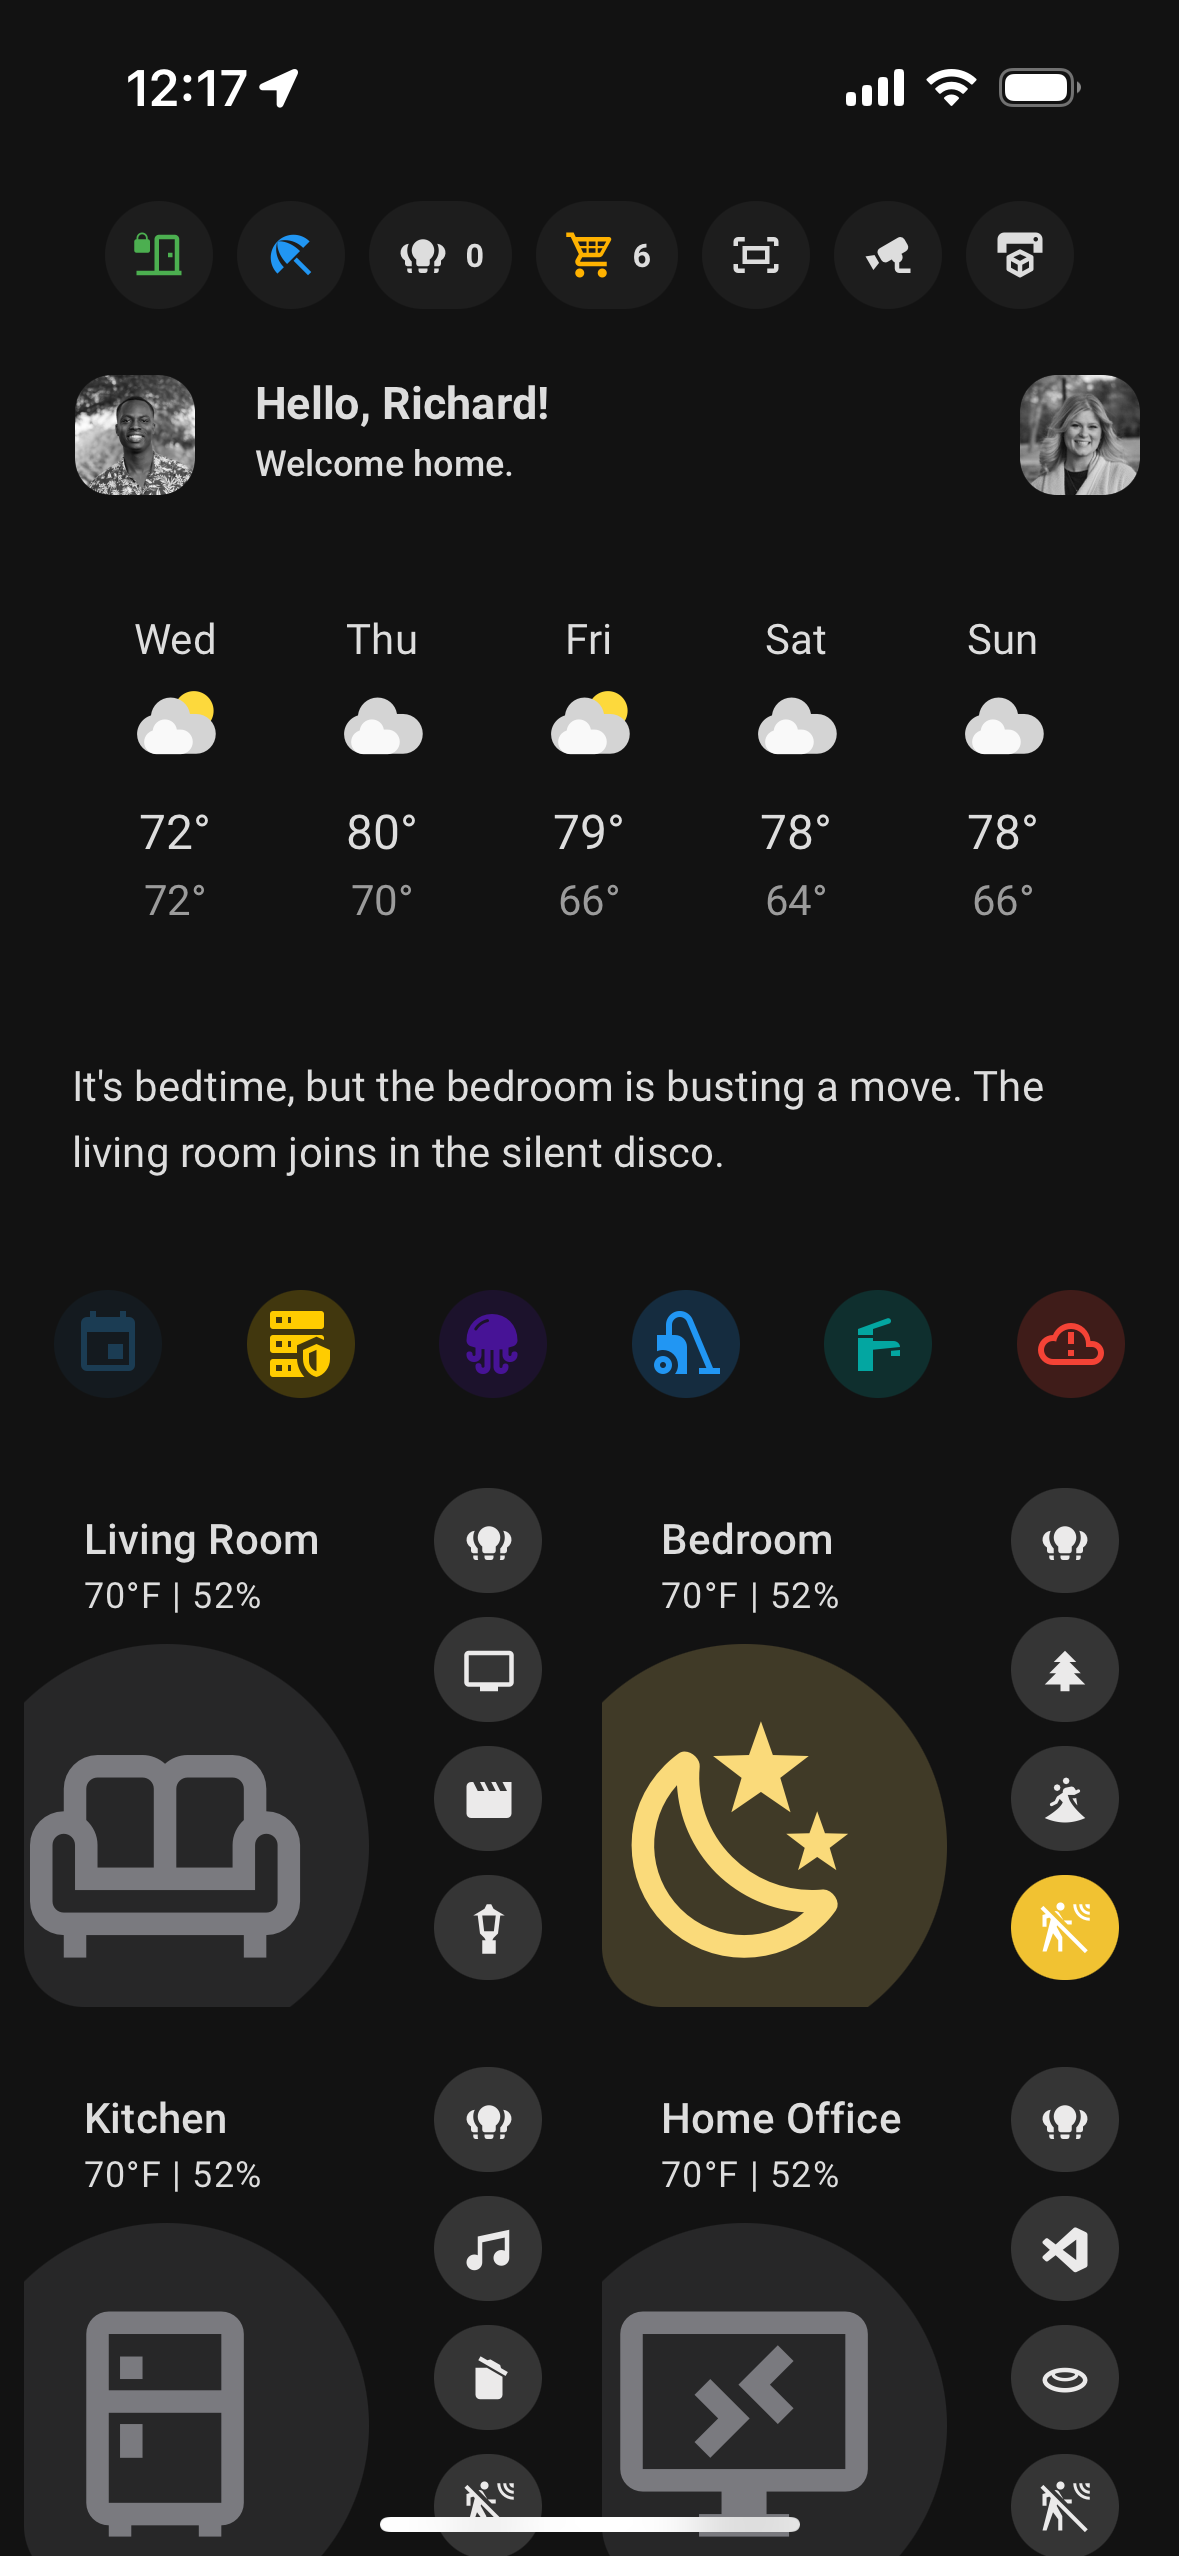 12:17
0
6
Hello, Richard!
Welcome home.
Wed Thu Fri Sat Sun
72° 80° 79° 78° 78°
72° 70° 66° 64° 66°
It's bedtime, but the bedroom is busting a move. The
living room joins in the silent disco.
Living Room
70°F | 52%
Bedroom
70°F | 52%
Kitchen
70°F | 52%
Home Office
70°F | 52%